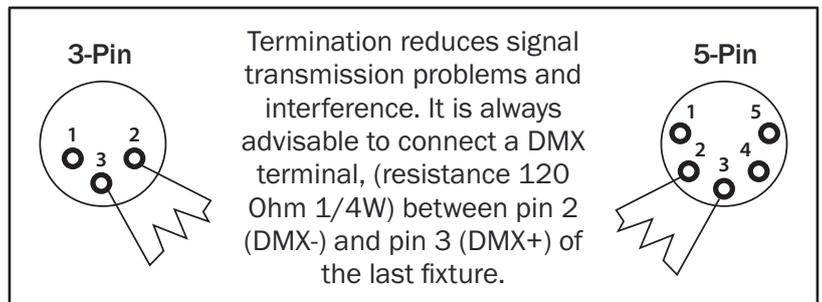 3-Pin
1
2
3
Termination reduces signal
transmission problems and
interference. It is always
advisable to connect a DMX
terminal, (resistance 120
Ohm 1/4W) between pin 2
(DMX-) and pin 3 (DMX+) of
the last fixture.
5-Pin
1
5
2
4
3